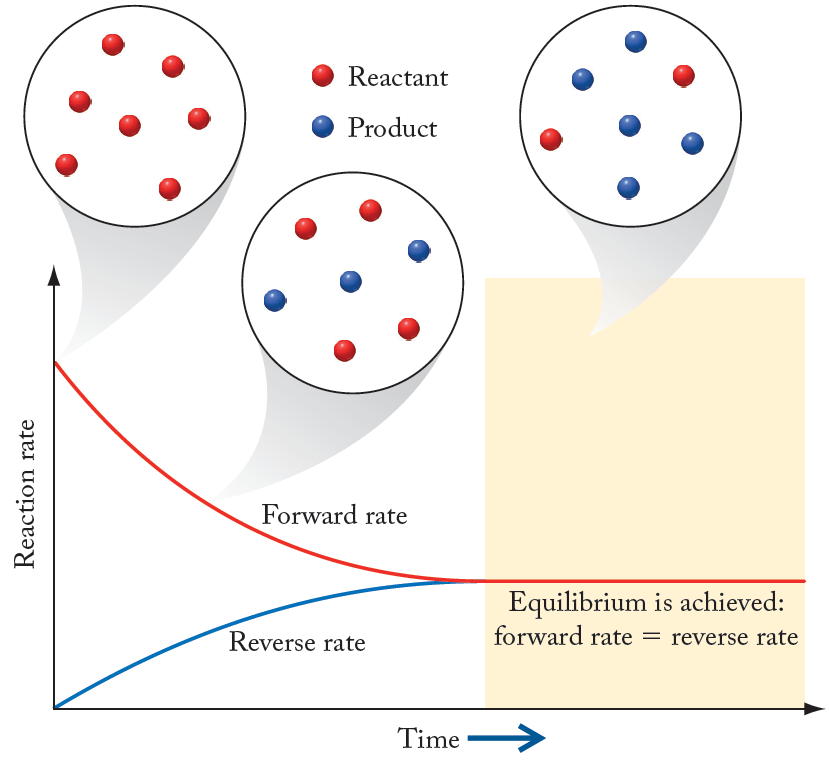 Reactant
Product
Reaction rate
Forward rate
Reverse rate
Equilibrium is achieved:
forward rate = reverse rate
Time